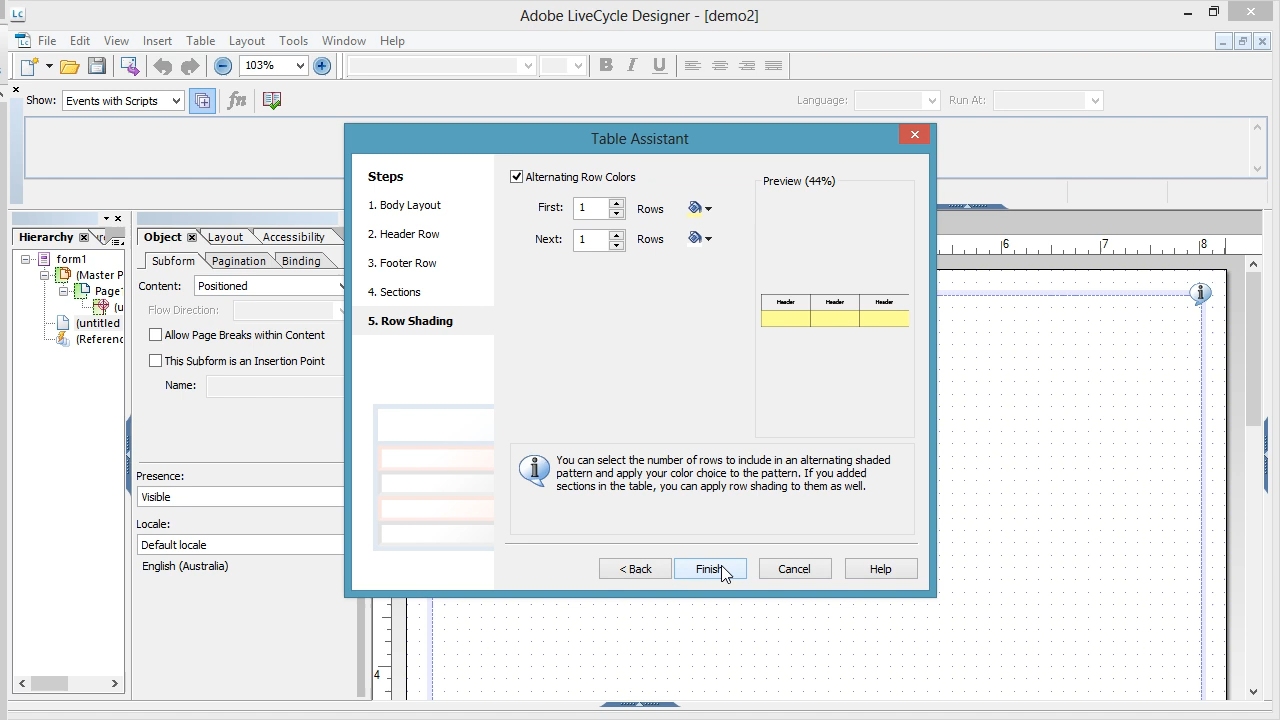 Lc
Adobe LiveCycle Designer - [demo2]
File Edit View Insert Table Layout Tools Window Help
103%
B I U
Show: Events with Scripts
Language:
Run At:
Table Assistant
Steps
1. Body Layout
2. Header Row
3. Footer Row
4. Sections
5. Row Shading
Alternating Row Colors
First: 1 Rows
Next: 1 Rows
Preview (44%)
Header Header Header
You can select the number of rows to include in an alternating shaded
pattern and apply your color choice to the pattern. If you added
sections in the table, you can apply row shading to them as well.
< Back
Finish
Cancel
Help
Hierarchy
form1
(Master P
Page
(untitled
(Referenc
Object Layout Accessibility
Subform Pagination Binding
Content: Positioned
Flow Direction:
Allow Page Breaks within Content
This Subform is an Insertion Point
Name:
Presence:
Visible
Locale:
Default locale
English (Australia)
6 7 8
4